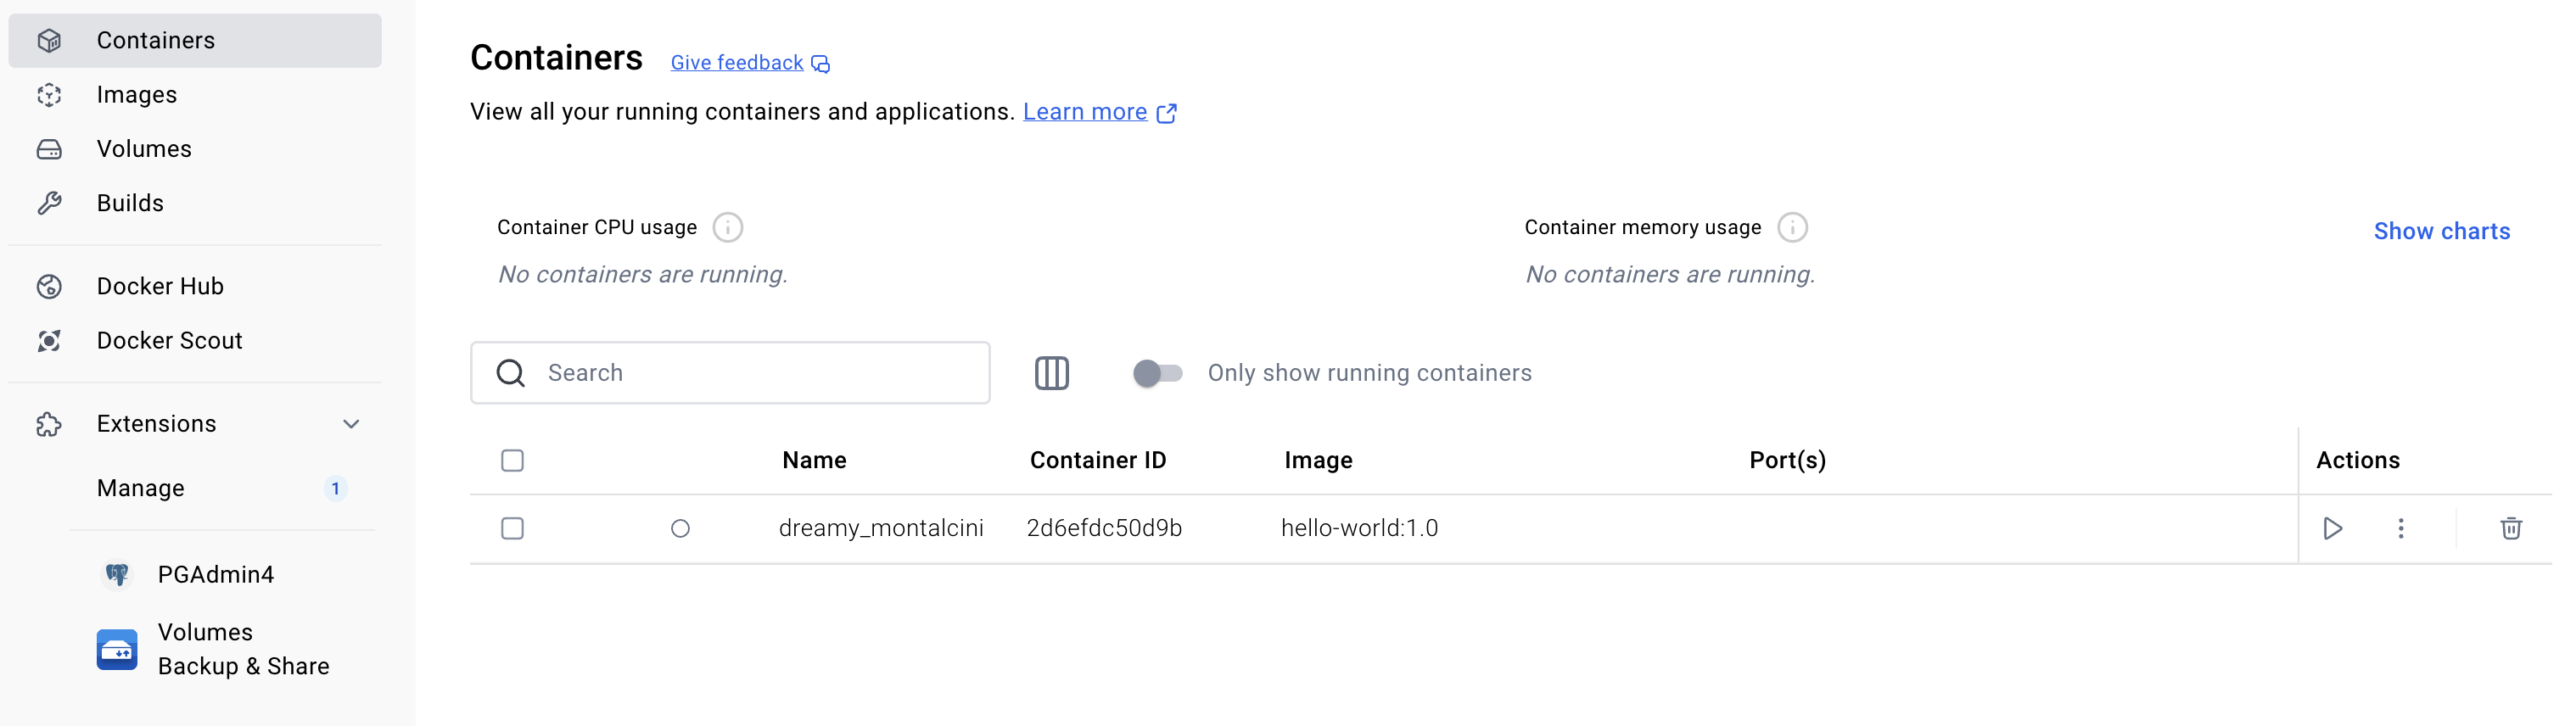 Containers
Images
Volumes
Builds
Docker Hub
Docker Scout
Extensions
Manage 1
PGAdmin4
Volumes
Backup & Share
Containers Give feedback
View all your running containers and applications. Learn more
Container CPU usage
No containers are running.
Container memory usage
No containers are running.
Show charts
Search
Only show running containers
Name Container ID Image Port(s) Actions
dreamy_montalcini 2d6efdc50d9b hello-world:1.0